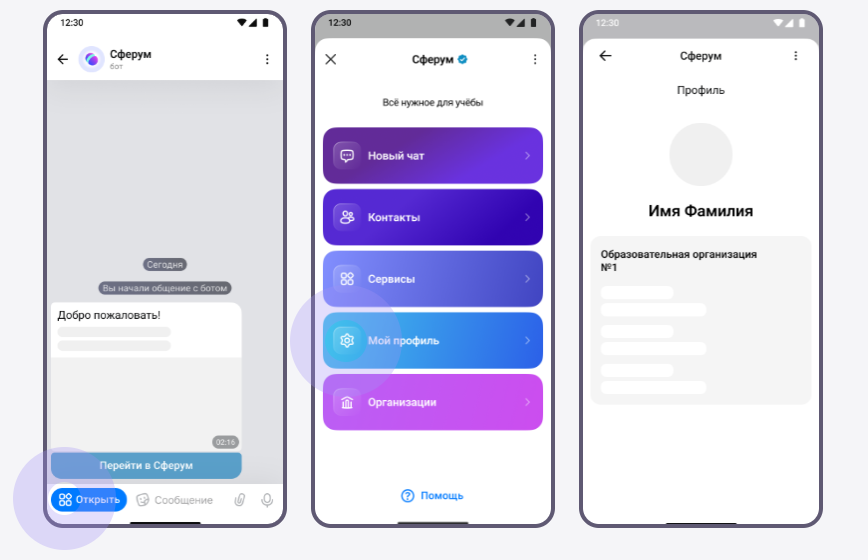 12:30
Сферум
бот
Сегодня
Вы начали общение с ботом
Добро пожаловать!
02:16
Перейти в Сферум
Открыть
Сообщение
12:30
Сферум
Всё нужное для учёбы
Новый чат
Контакты
Сервисы
Мой профиль
Организации
Помощь
12:30
Сферум
Профиль
Имя Фамилия
Образовательная организация
№1